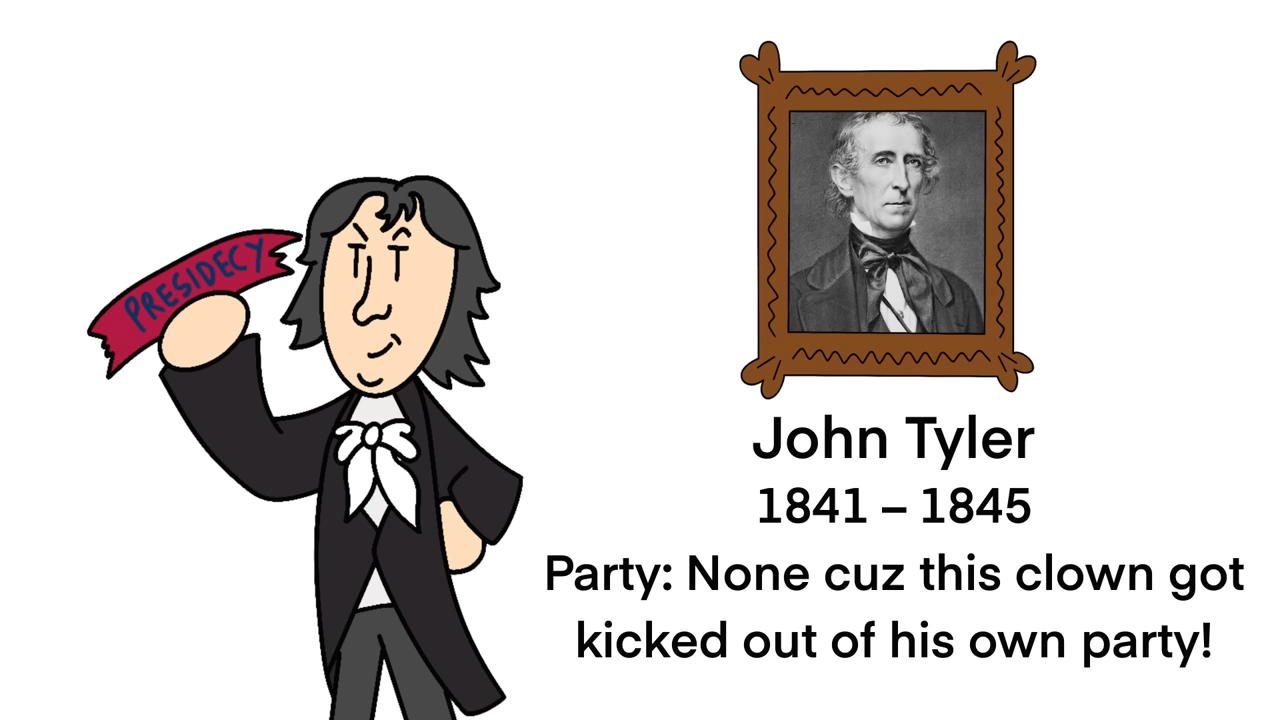 PRESIDECY
John Tyler
1841 – 1845
Party: None cuz this clown got
kicked out of his own party!